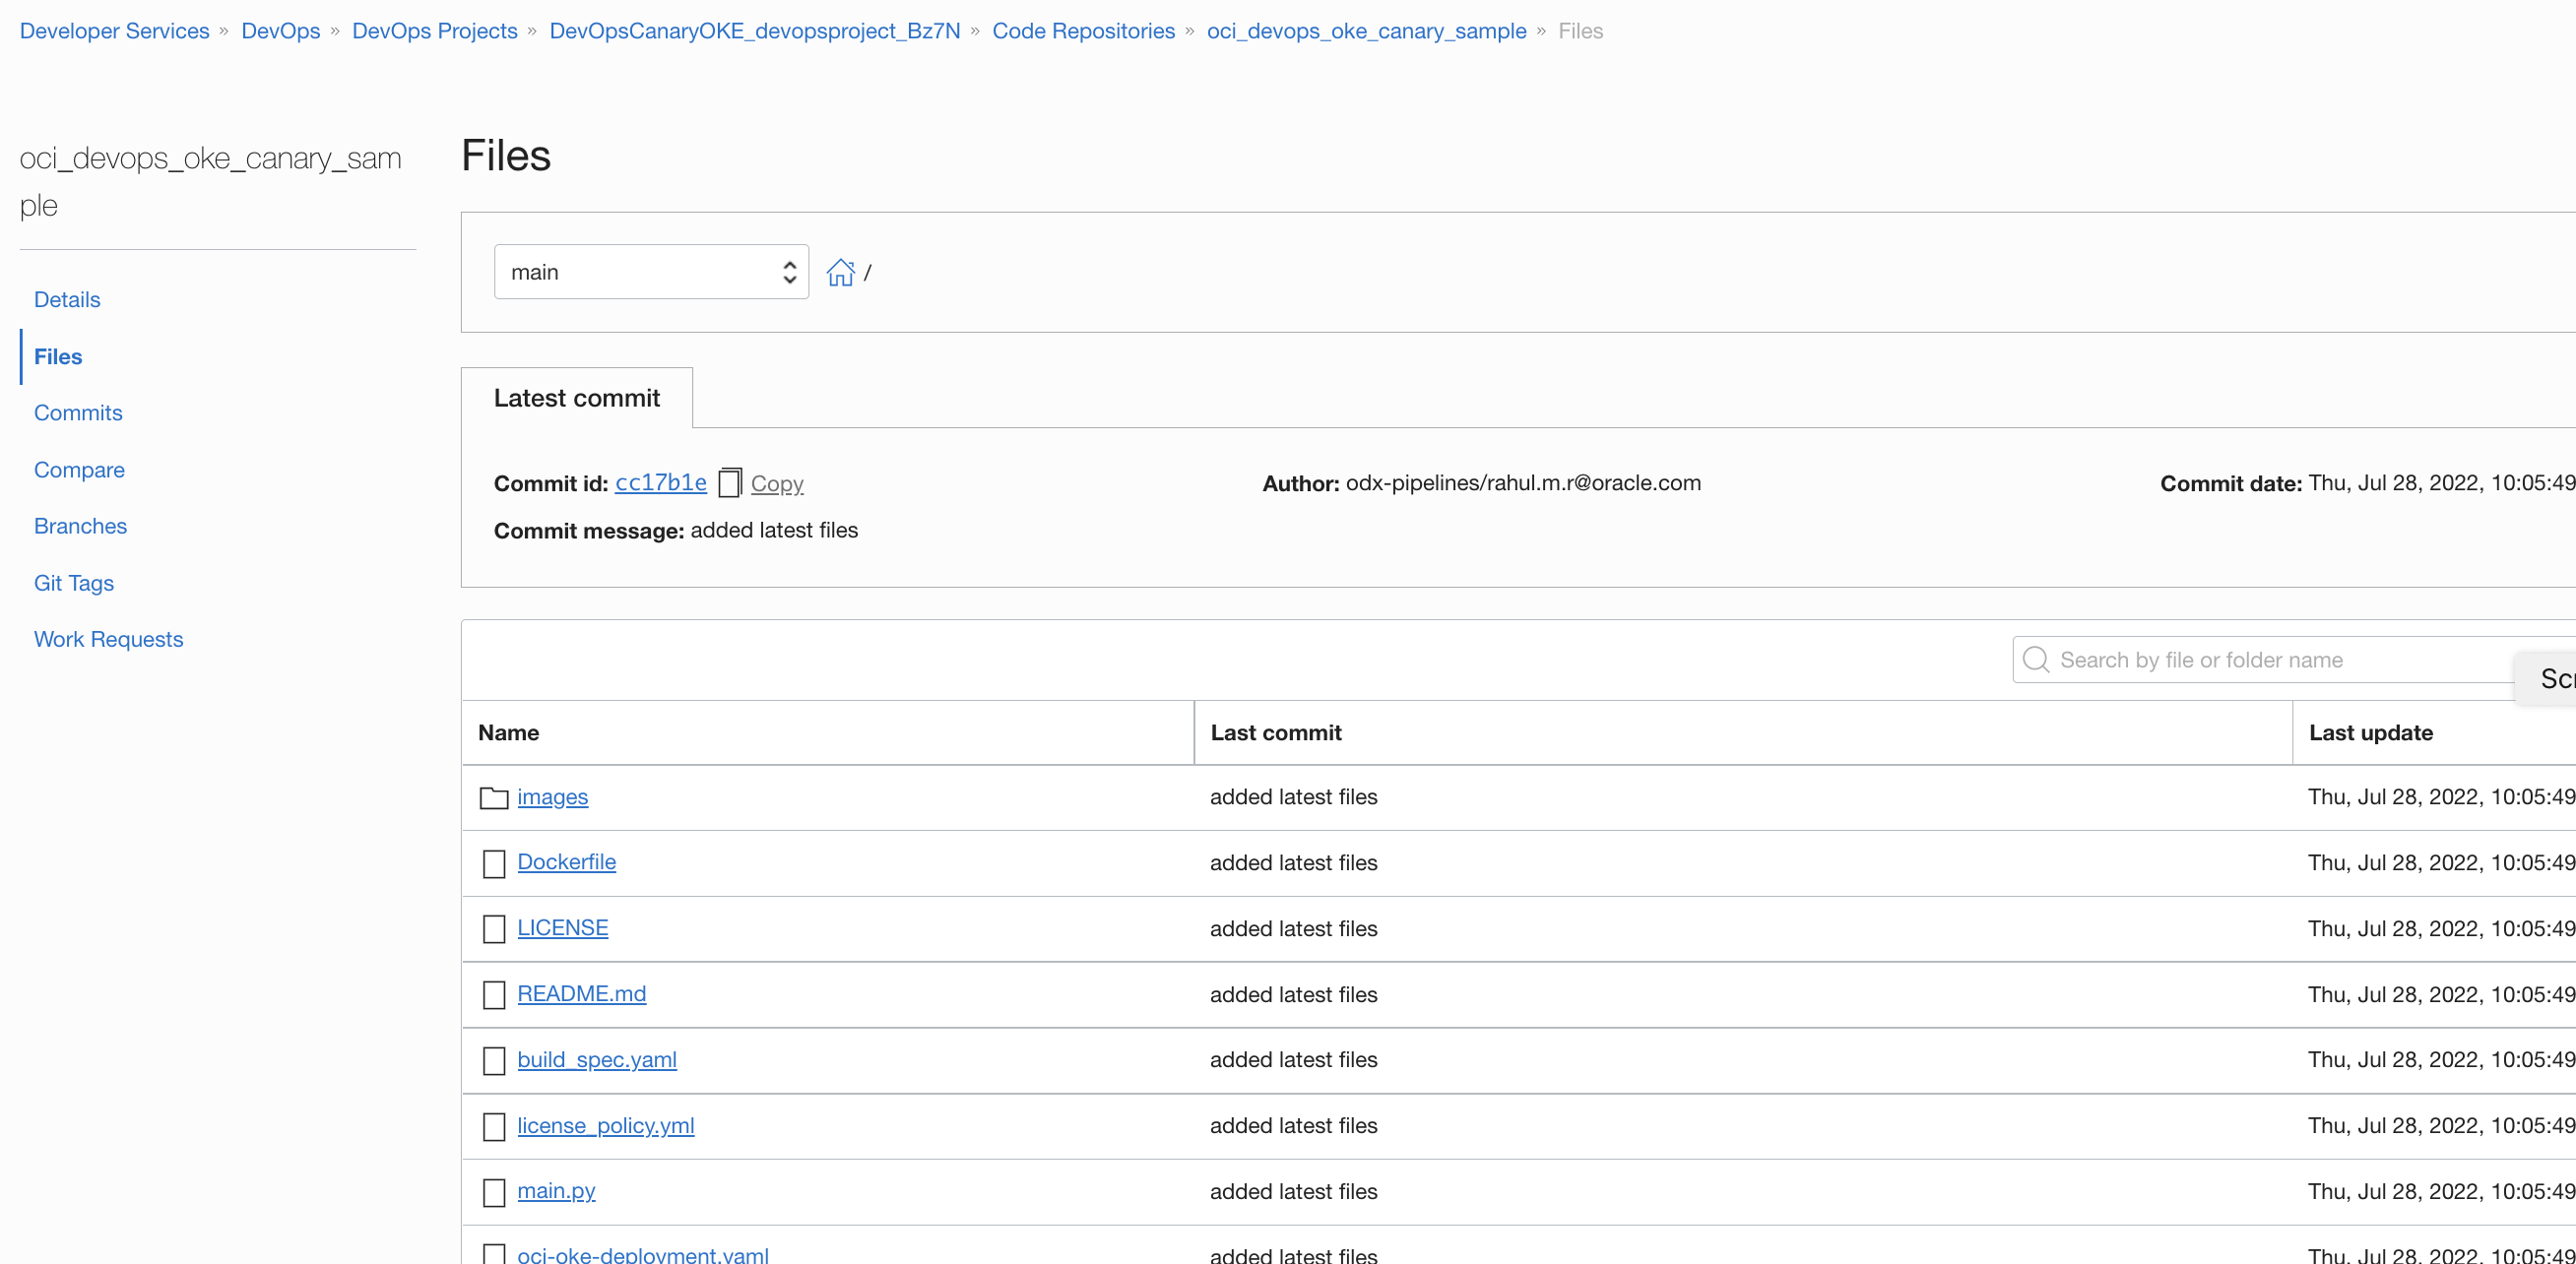 Developer Services » DevOps » DevOps Projects » DevOpsCanaryOKE_devopsproject_Bz7N » Code Repositories » oci_devops_oke_canary_sample » Files
oci_devops_oke_canary_sam
ple
Details
Files
Commits
Compare
Branches
Git Tags
Work Requests
Files
main /
Latest commit
Commit id: cc17b1e Copy Author: odx-pipelines/rahul.m.r@oracle.com Commit date: Thu, Jul 28, 2022, 10:05:49
Commit message: added latest files
Search by file or folder name
Name Last commit Last update
images added latest files Thu, Jul 28, 2022, 10:05:49
Dockerfile added latest files Thu, Jul 28, 2022, 10:05:49
LICENSE added latest files Thu, Jul 28, 2022, 10:05:49
README.md added latest files Thu, Jul 28, 2022, 10:05:49
build_spec.yaml added latest files Thu, Jul 28, 2022, 10:05:49
license_policy.yml added latest files Thu, Jul 28, 2022, 10:05:49
main.py added latest files Thu, Jul 28, 2022, 10:05:49
oci-oke-deployment.yaml added latest files Thu, Jul 28, 2022, 10:05:49